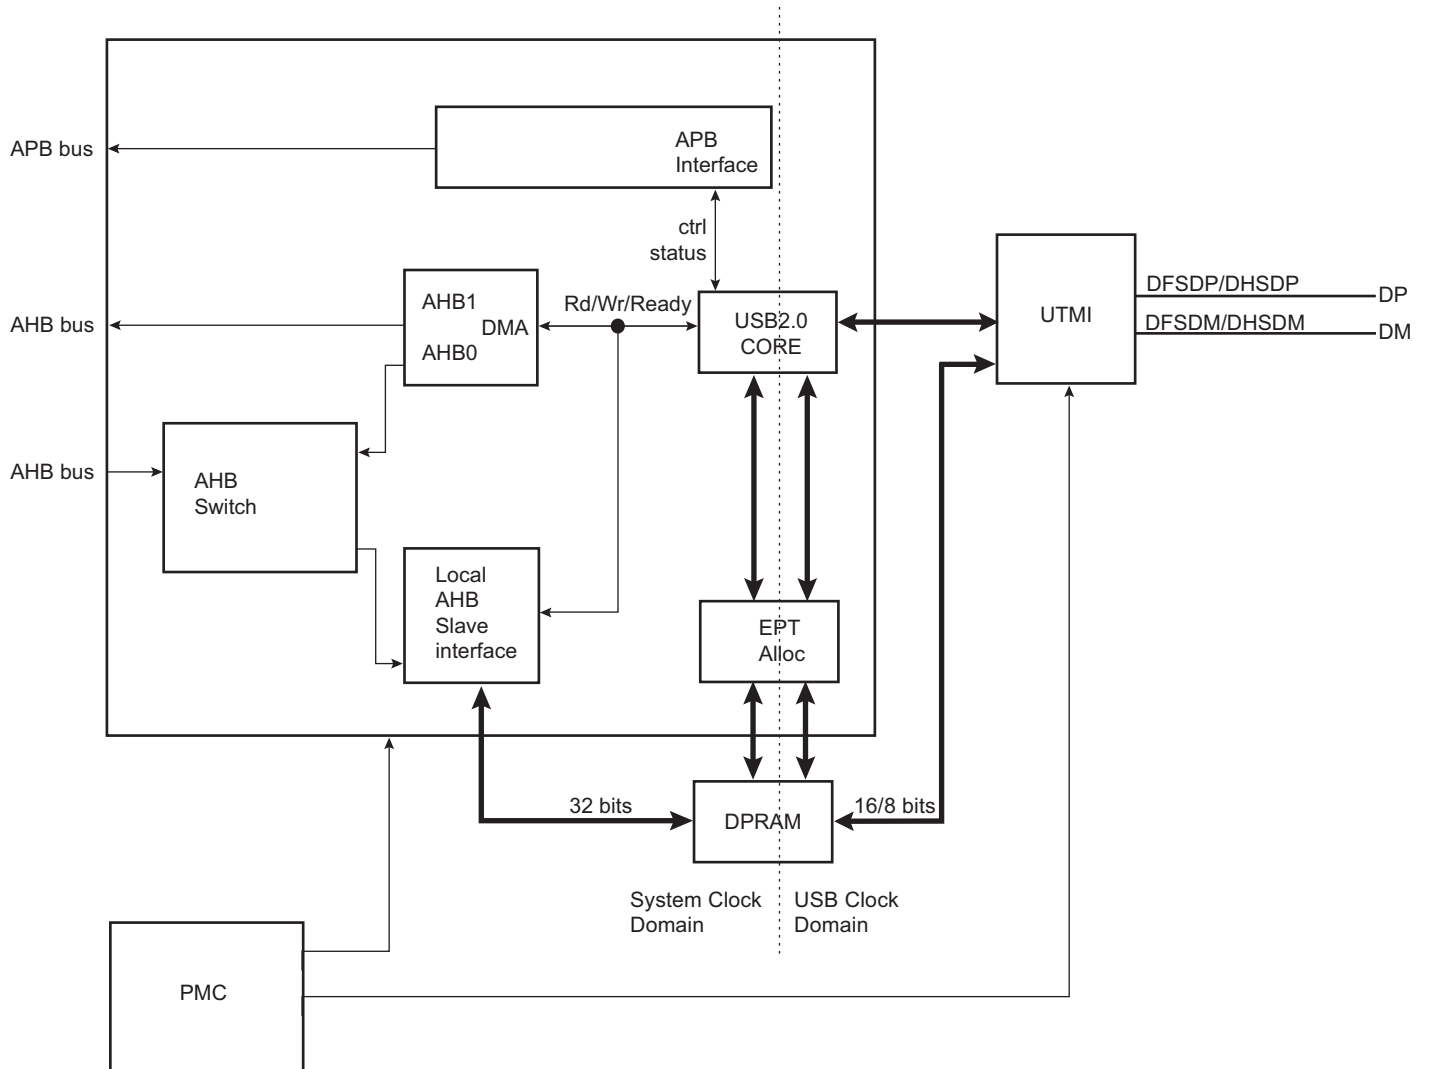 APB bus
APB
Interface
ctrl
status
AHB bus
AHB1
DMA
AHB0
Rd/Wr/Ready
USB2.0
CORE
UTMI
DFSDP/DHSDP
DP
DFSDM/DHSDM
DM
AHB bus
AHB
Switch
Local
AHB
Slave
interface
EPT
Alloc
32 bits
DPRAM
16/8 bits
System Clock
Domain
USB Clock
Domain
PMC